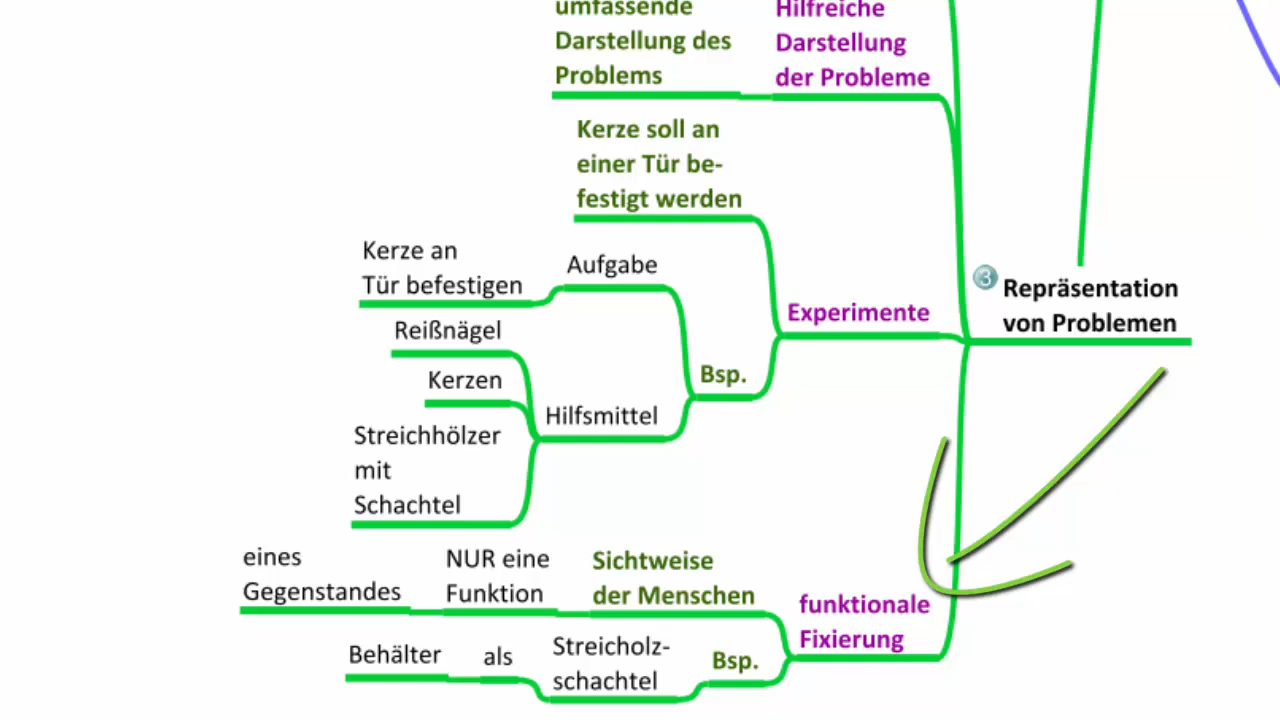 umfassende
Darstellung des
Problems
Hilfreiche
Darstellung
der Probleme
Kerze soll an
einer Tür be-
festigt werden
Kerze an
Tür befestigen
Aufgabe
Reißnägel
Kerzen
Streichhölzer
mit
Schachtel
Hilfsmittel
Bsp.
Experimente
3
Repräsentation
von Problemen
eines
Gegenstandes
NUR eine
Funktion
Sichtweise
der Menschen
funktionale
Fixierung
Behälter
als
Streicholz-
schachtel
Bsp.